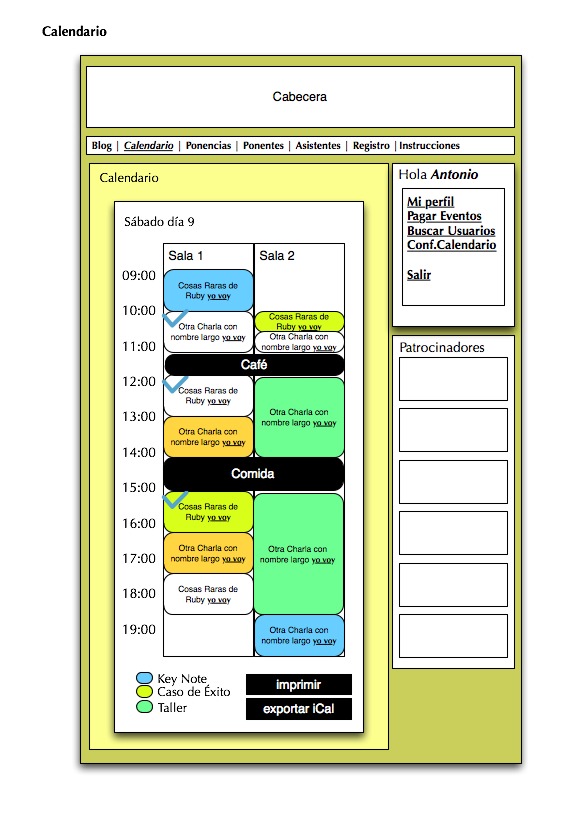 Calendario
Cabecera
Blog | Calendario | Ponencias | Ponentes | Asistentes | Registro | Instrucciones
Calendario
Sábado día 9
Sala 1
Sala 2
09:00
Cosas Raras de
Ruby yo voy
10:00
Otra Charla con
nombre largo yo voy
Cosas Raras de
Ruby yo voy
Otra Charla con
nombre largo yo voy
11:00
Café
12:00
Cosas Raras de
Ruby yo voy
Otra Charla con
nombre largo yo voy
13:00
Otra Charla con
nombre largo yo voy
14:00
Comida
15:00
Cosas Raras de
Ruby yo voy
16:00
Otra Charla con
nombre largo yo voy
Otra Charla con
nombre largo yo voy
17:00
Cosas Raras de
Ruby yo voy
18:00
Otra Charla con
nombre largo yo voy
19:00
Key Note
Caso de Éxito
Taller
imprimir
exportar iCal
Hola Antonio
Mi perfil
Pagar Eventos
Buscar Usuarios
Conf.Calendario
Salir
Patrocinadores